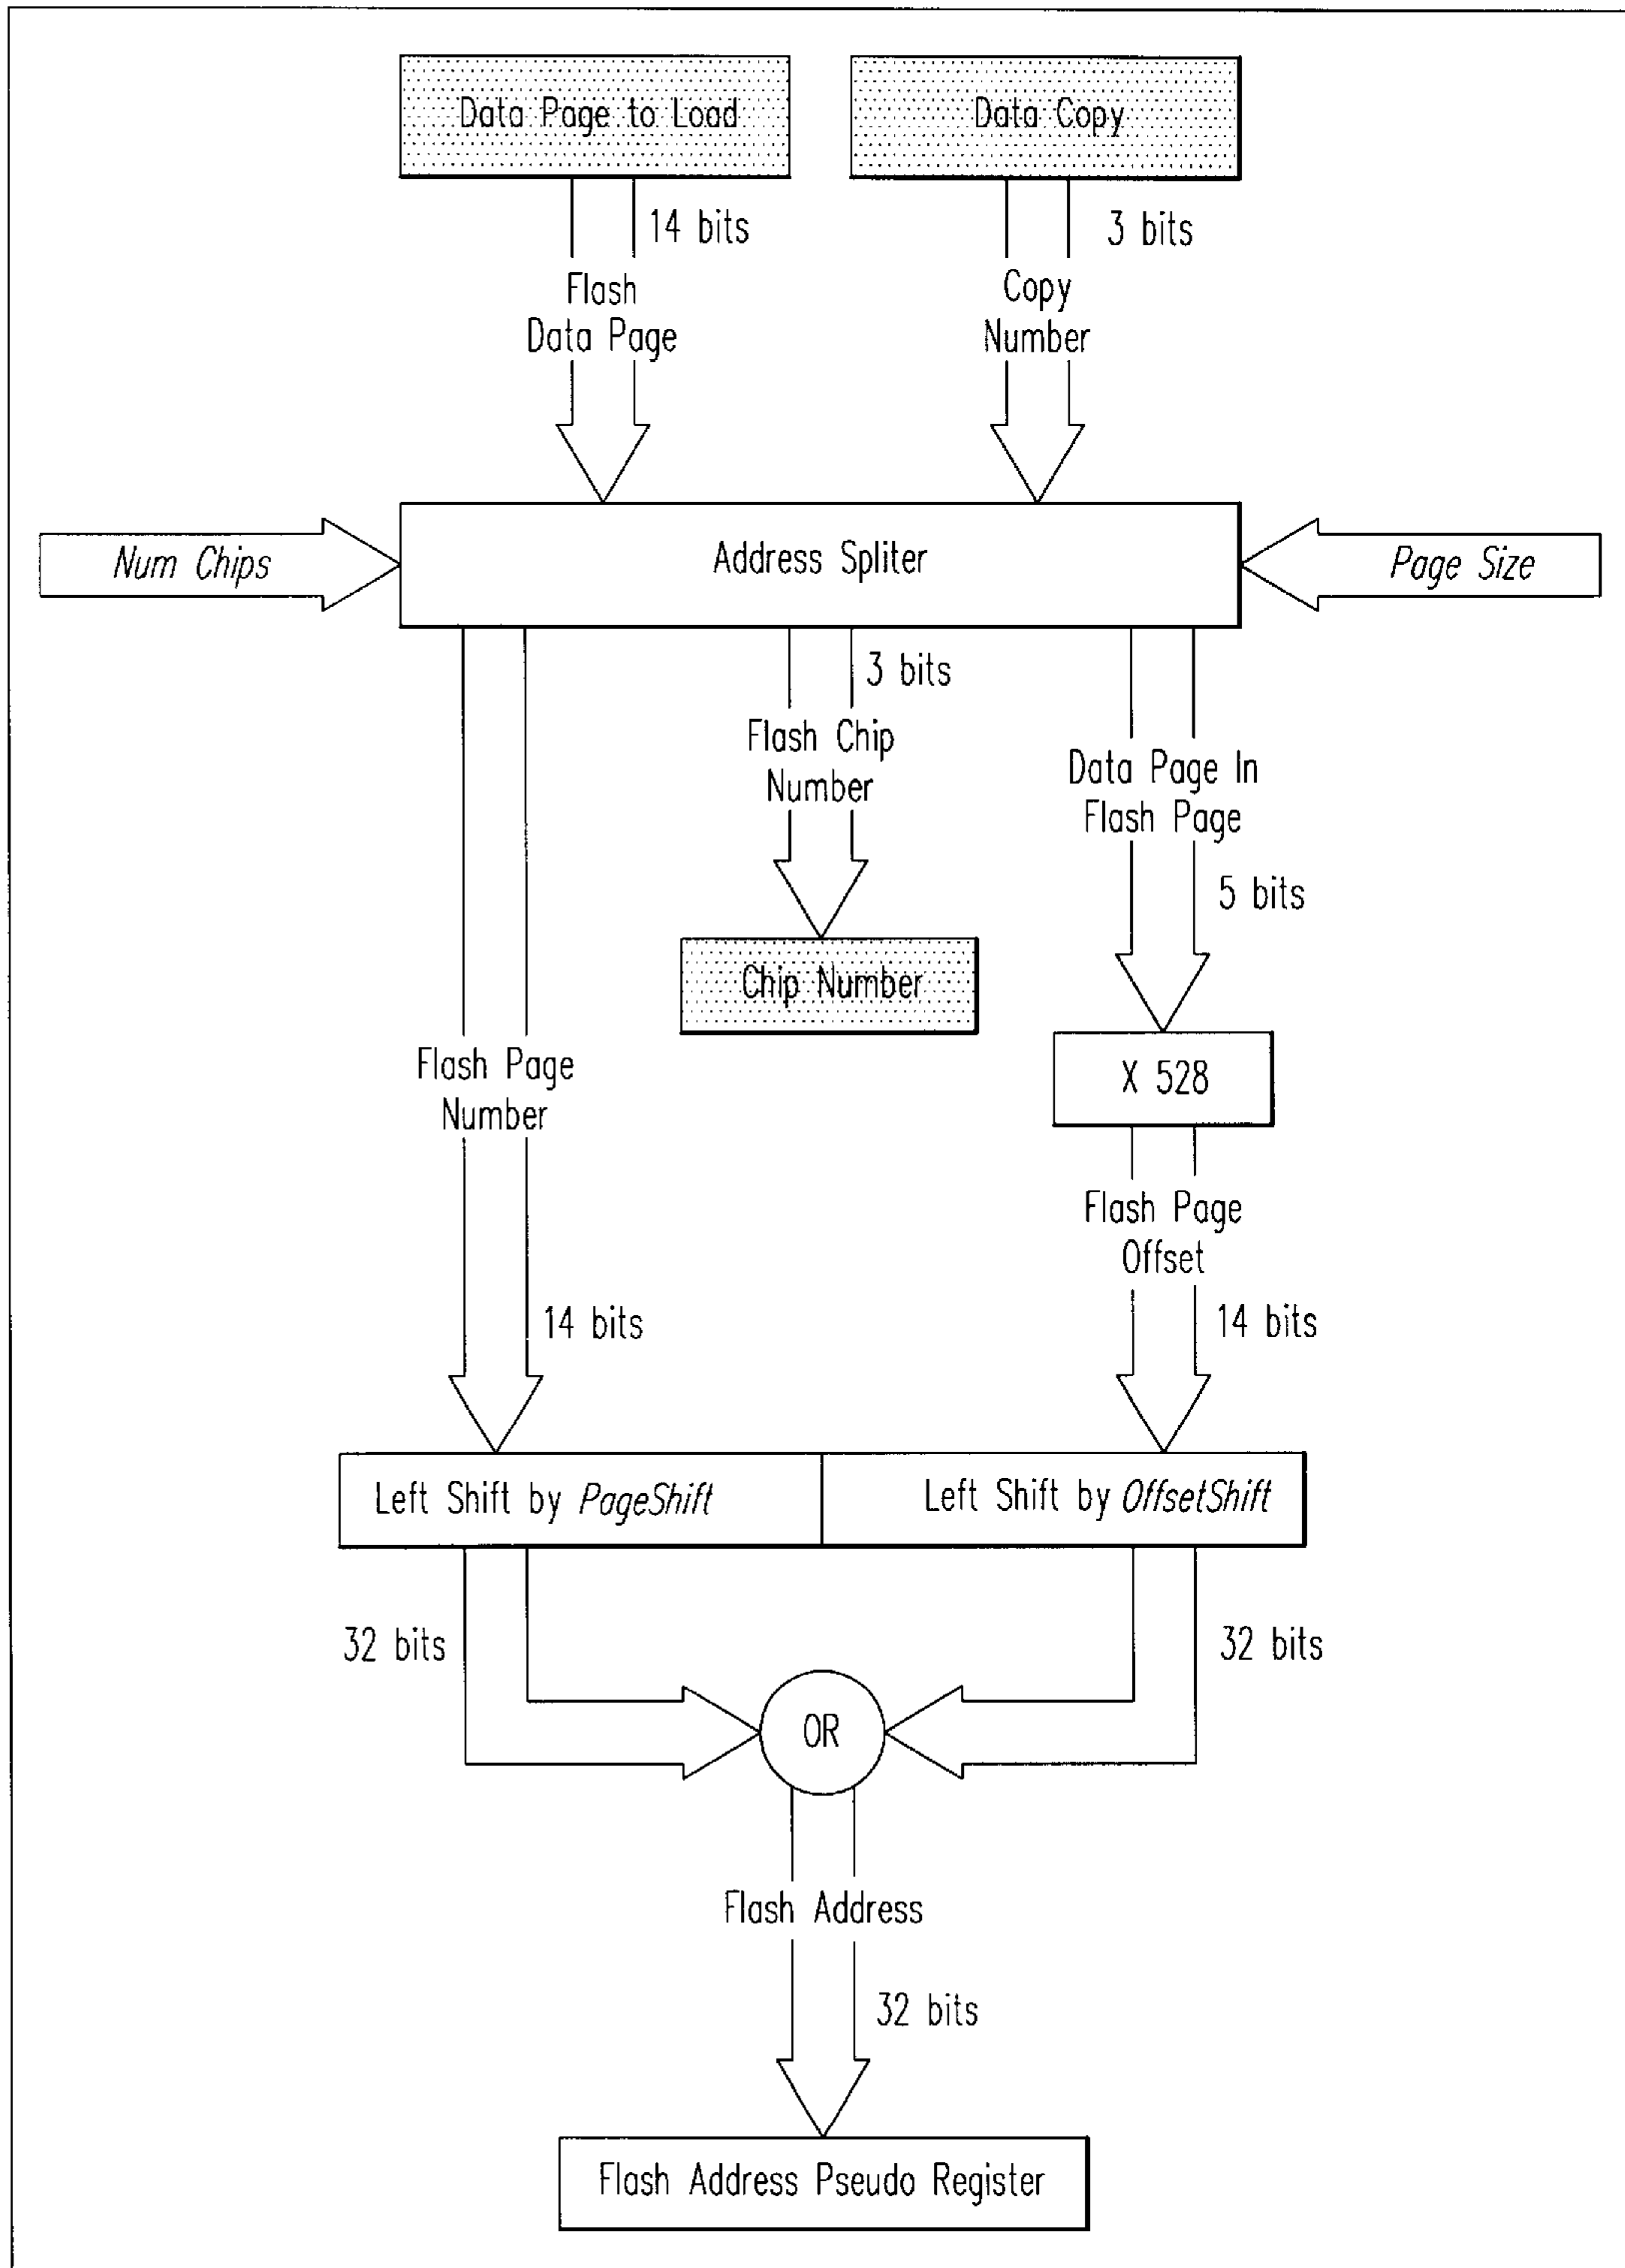 Data Page to Load
Data Copy
14 bits
3 bits
Flash
Data Page
Copy
Number
Num Chips
Address Spliter
Page Size
3 bits
Flash Chip
Number
Data Page In
Flash Page
5 bits
Chip Number
Flash Page
Number
X 528
Flash Page
Offset
14 bits
14 bits
Left Shift by PageShift
Left Shift by OffsetShift
32 bits
32 bits
OR
Flash Address
32 bits
Flash Address Pseudo Register